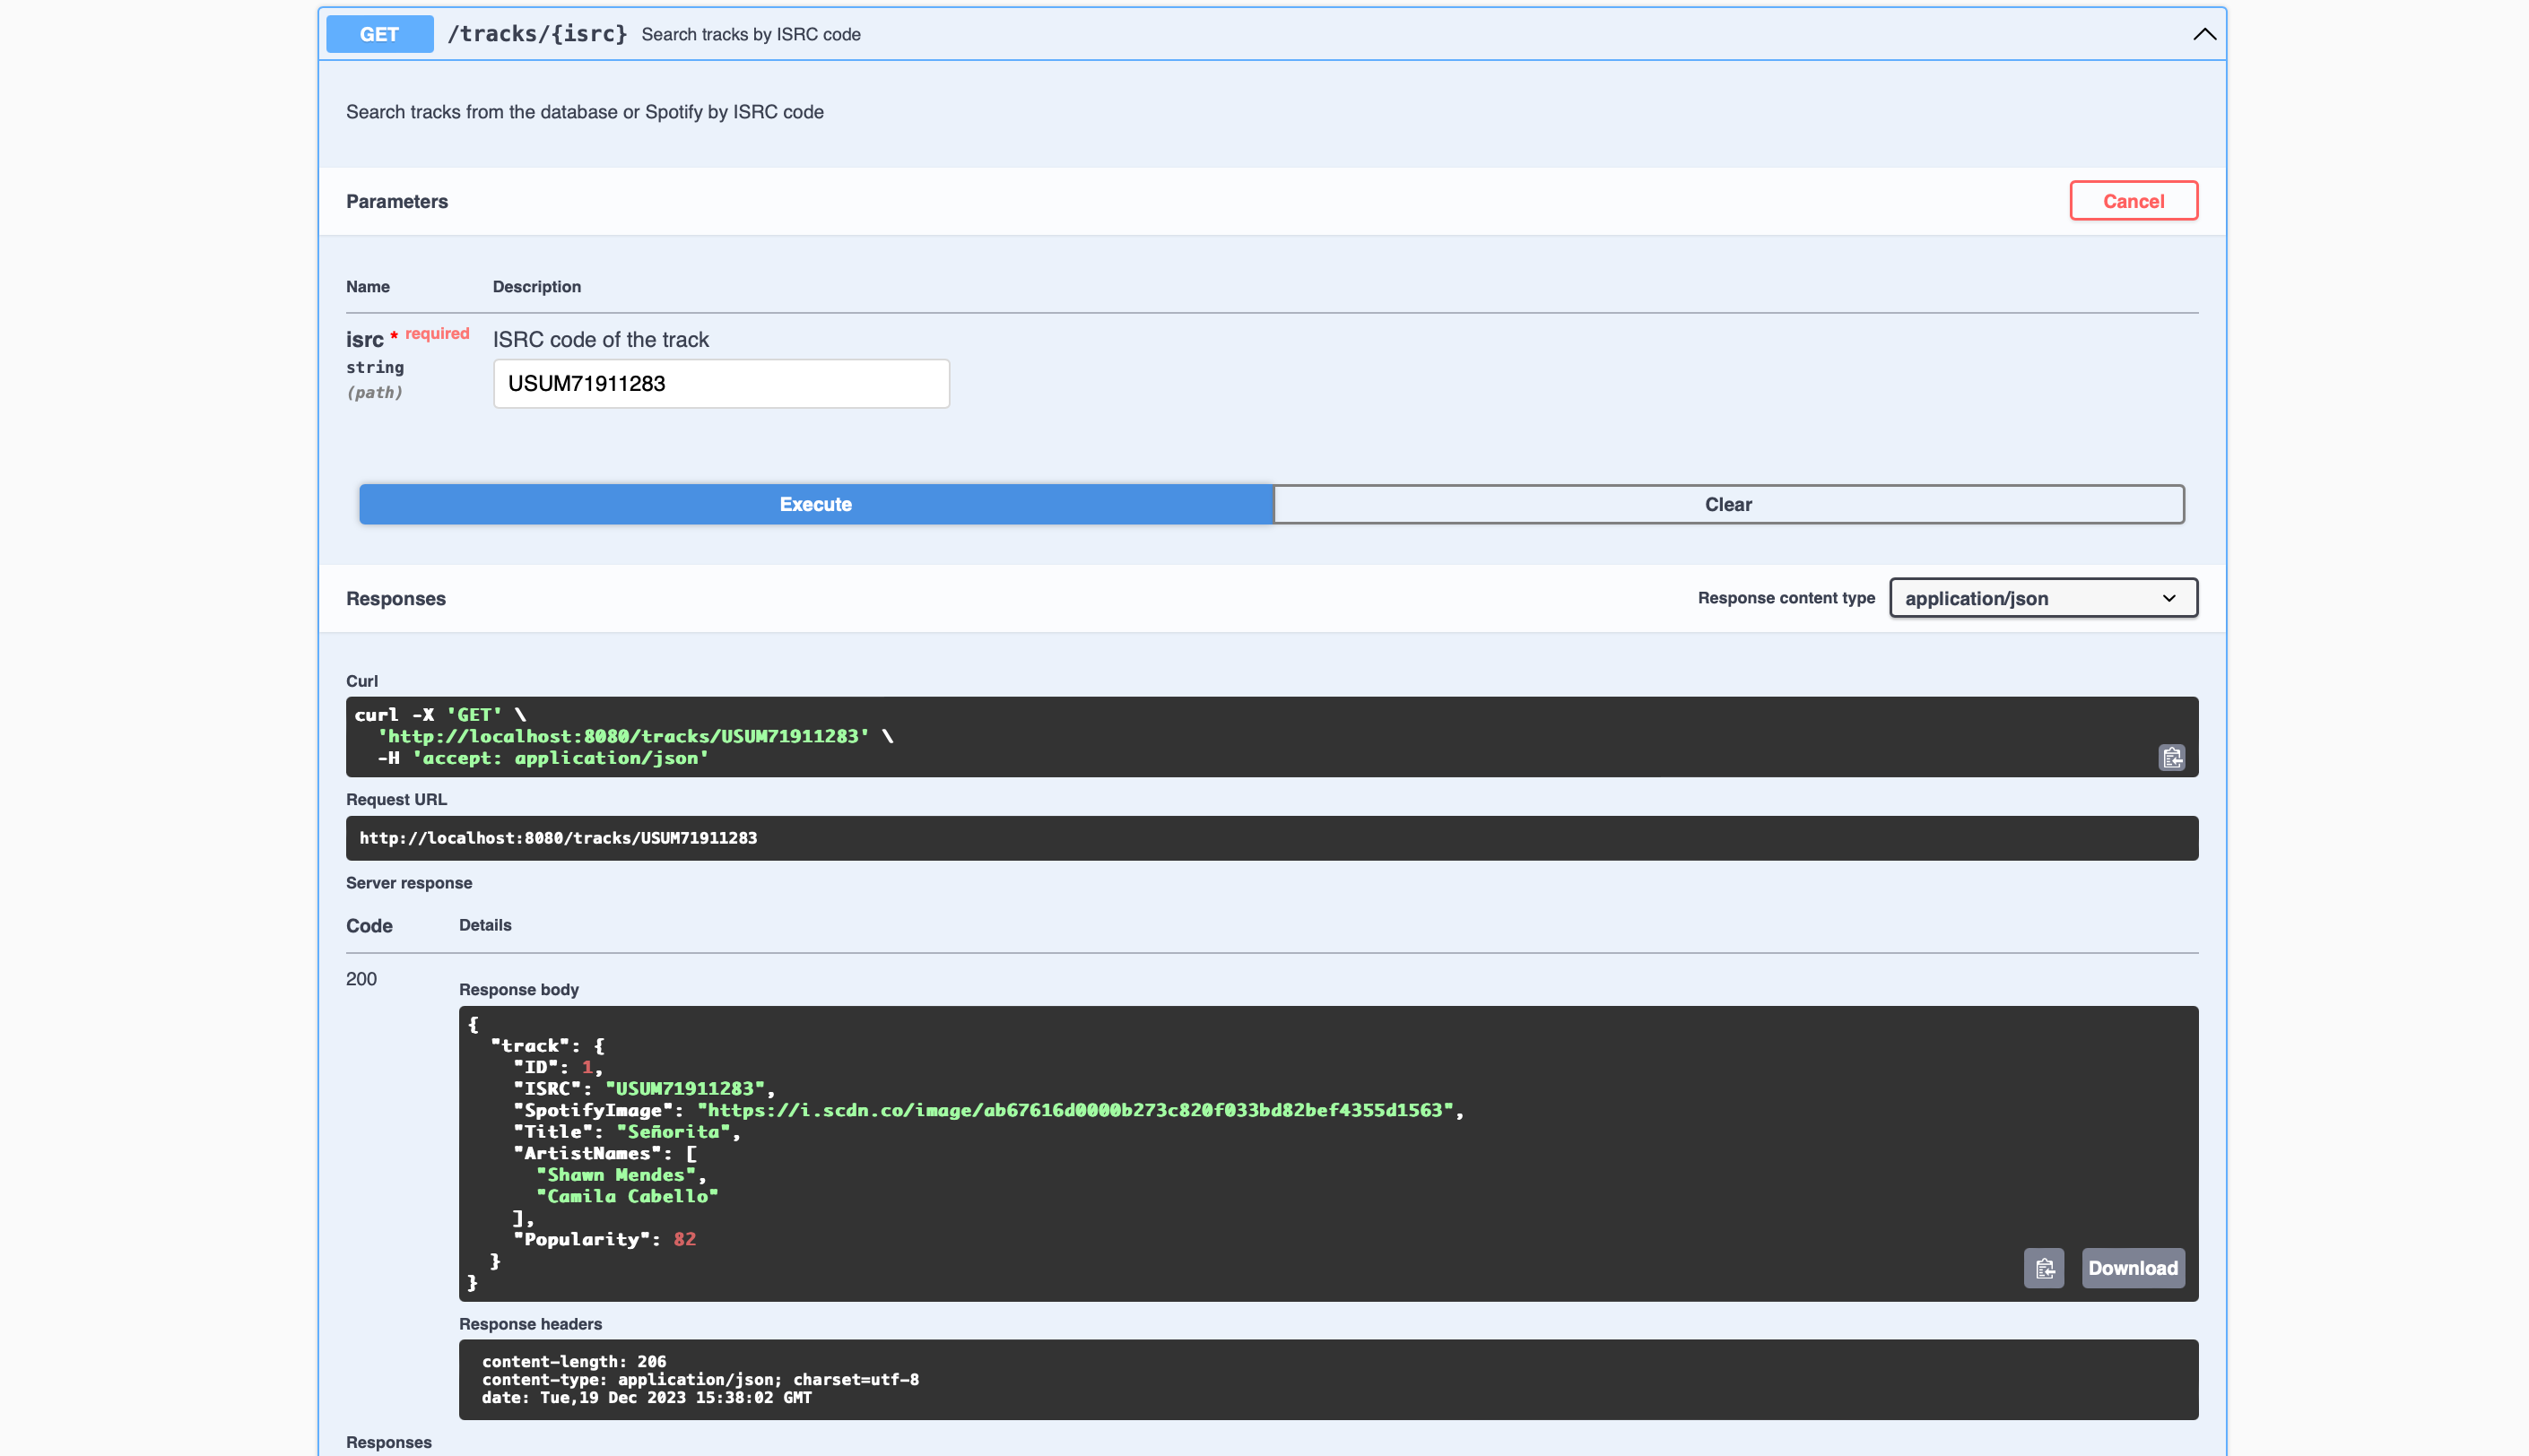 GET /tracks/{isrc} Search tracks by ISRC code
Search tracks from the database or Spotify by ISRC code
Parameters
Cancel
Name Description
isrc * required
string
(path)
ISRC code of the track
USUM71911283
Execute
Clear
Responses
Response content type
application/json
Curl
curl -X 'GET' \
  'http://localhost:8080/tracks/USUM71911283' \
  -H 'accept: application/json'
Request URL
http://localhost:8080/tracks/USUM71911283
Server response
Code Details
200
Response body
{
  "track": {
    "ID": 1,
    "ISRC": "USUM71911283",
    "SpotifyImage": "https://i.scdn.co/image/ab67616d0000b273c820f033bd82bef4355d1563",
    "Title": "Señorita",
    "ArtistNames": [
      "Shawn Mendes",
      "Camila Cabello"
    ],
    "Popularity": 82
  }
}
Download
Response headers
content-length: 206
content-type: application/json; charset=utf-8
date: Tue,19 Dec 2023 15:38:02 GMT
Responses